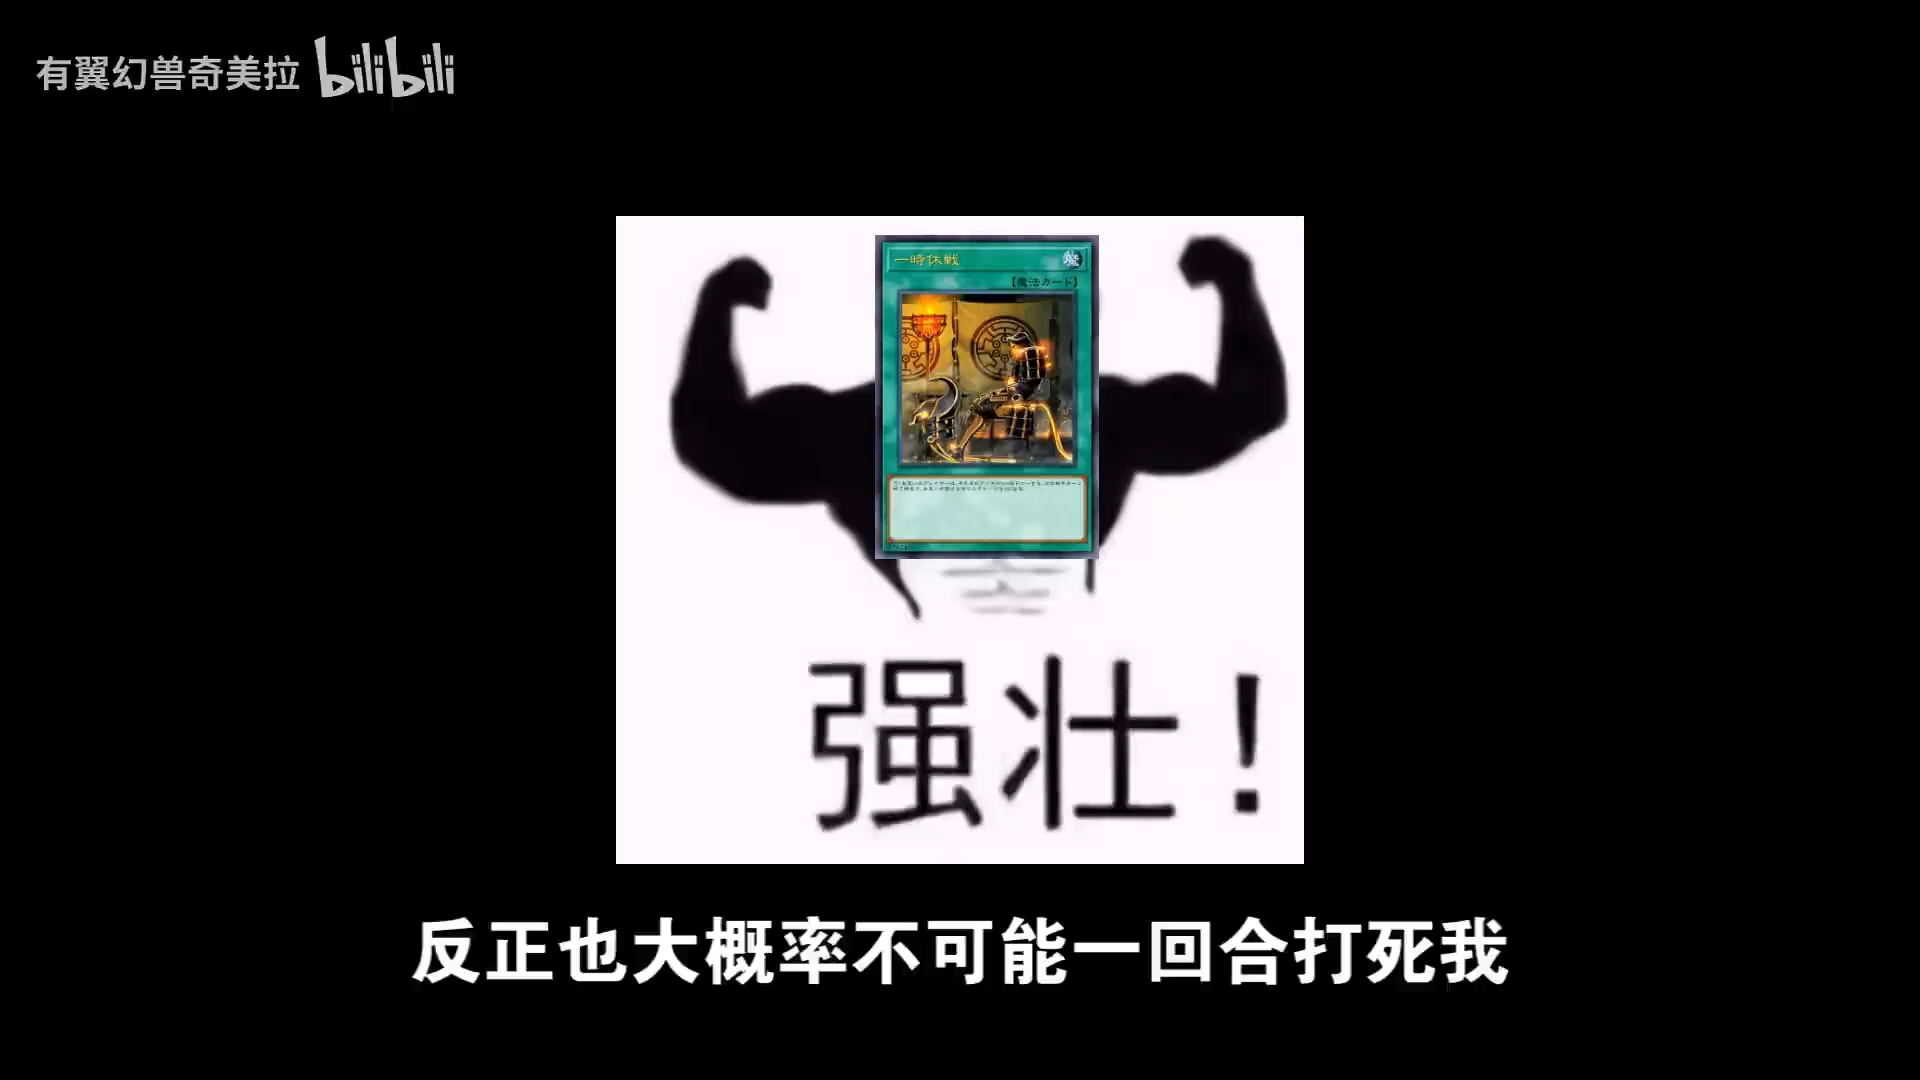 有翼幻兽奇美拉 bilibili
一時休戦
【魔法カード】
强壮！
反正也大概率不可能一回合打死我